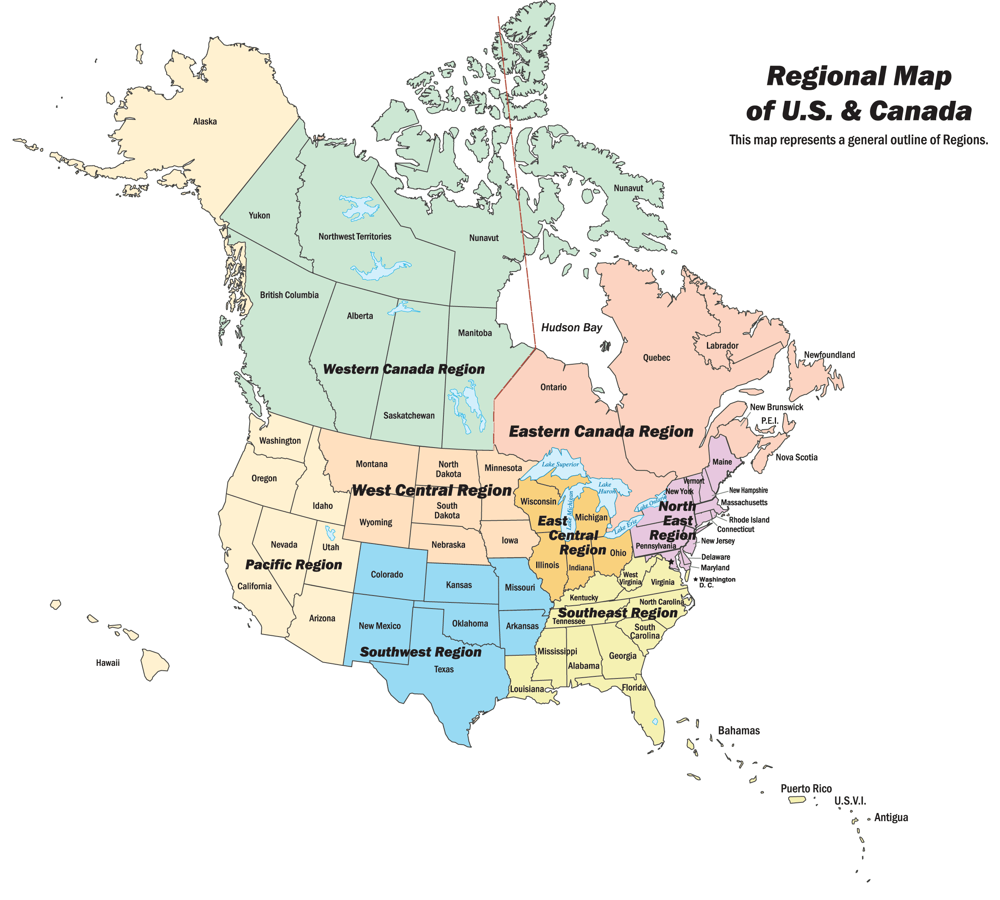 Regional Map
of U.S. & Canada
This map represents a general outline of Regions.
Alaska
Yukon
Northwest Territories
Nunavut
Nunavut
British Columbia
Alberta
Saskatchewan
Manitoba
Western Canada Region
Hudson Bay
Ontario
Quebec
Labrador
Newfoundland
New Brunswick
P.E.I.
Nova Scotia
Eastern Canada Region
Washington
Oregon
Idaho
Nevada
Utah
California
Arizona
Hawaii
Pacific Region
Montana
North
Dakota
Minnesota
West Central Region
Wyoming
South
Dakota
Nebraska
Iowa
Lake Superior
Lake
Huron
Lake Michigan
Lake Ontario
Lake Erie
Wisconsin
Michigan
Illinois
Indiana
Ohio
East
Central
Region
Maine
Vermont
New York
New Hampshire
Massachusetts
Rhode Island
Connecticut
New Jersey
Pennsylvania
Delaware
Maryland
Washington
D. C.
North
East
Region
Colorado
Kansas
Missouri
New Mexico
Oklahoma
Arkansas
Texas
Southwest Region
West
Virginia
Virginia
Kentucky
North Carolina
Southeast Region
Tennessee
South
Carolina
Mississippi
Alabama
Georgia
Louisiana
Florida
Bahamas
Puerto Rico
U.S.V.I.
Antigua